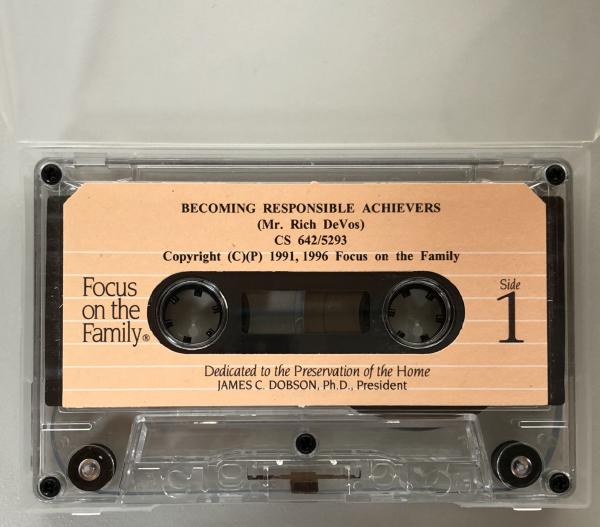 BECOMING RESPONSIBLE ACHIEVERS
(Mr. Rich DeVos)
CS 642/5293
Copyright (C)(P) 1991, 1996 Focus on the Family
Focus
on the
Family®
Side
1
Dedicated to the Preservation of the Home
JAMES C. DOBSON, Ph.D., President